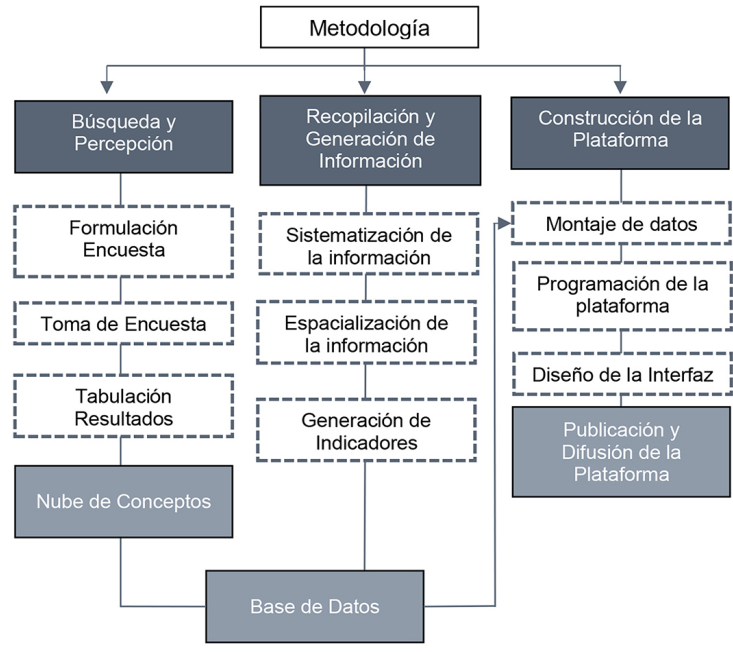 Metodología
Búsqueda y
Percepción
Formulación
Encuesta
Toma de Encuesta
Tabulación
Resultados
Nube de Conceptos
Recopilación y
Generación de
Información
Sistematización de
la información
Espacialización de
la información
Generación de
Indicadores
Base de Datos
Construcción de la
Plataforma
Montaje de datos
Programación de la
plataforma
Diseño de la Interfaz
Publicación y
Difusión de la
Plataforma